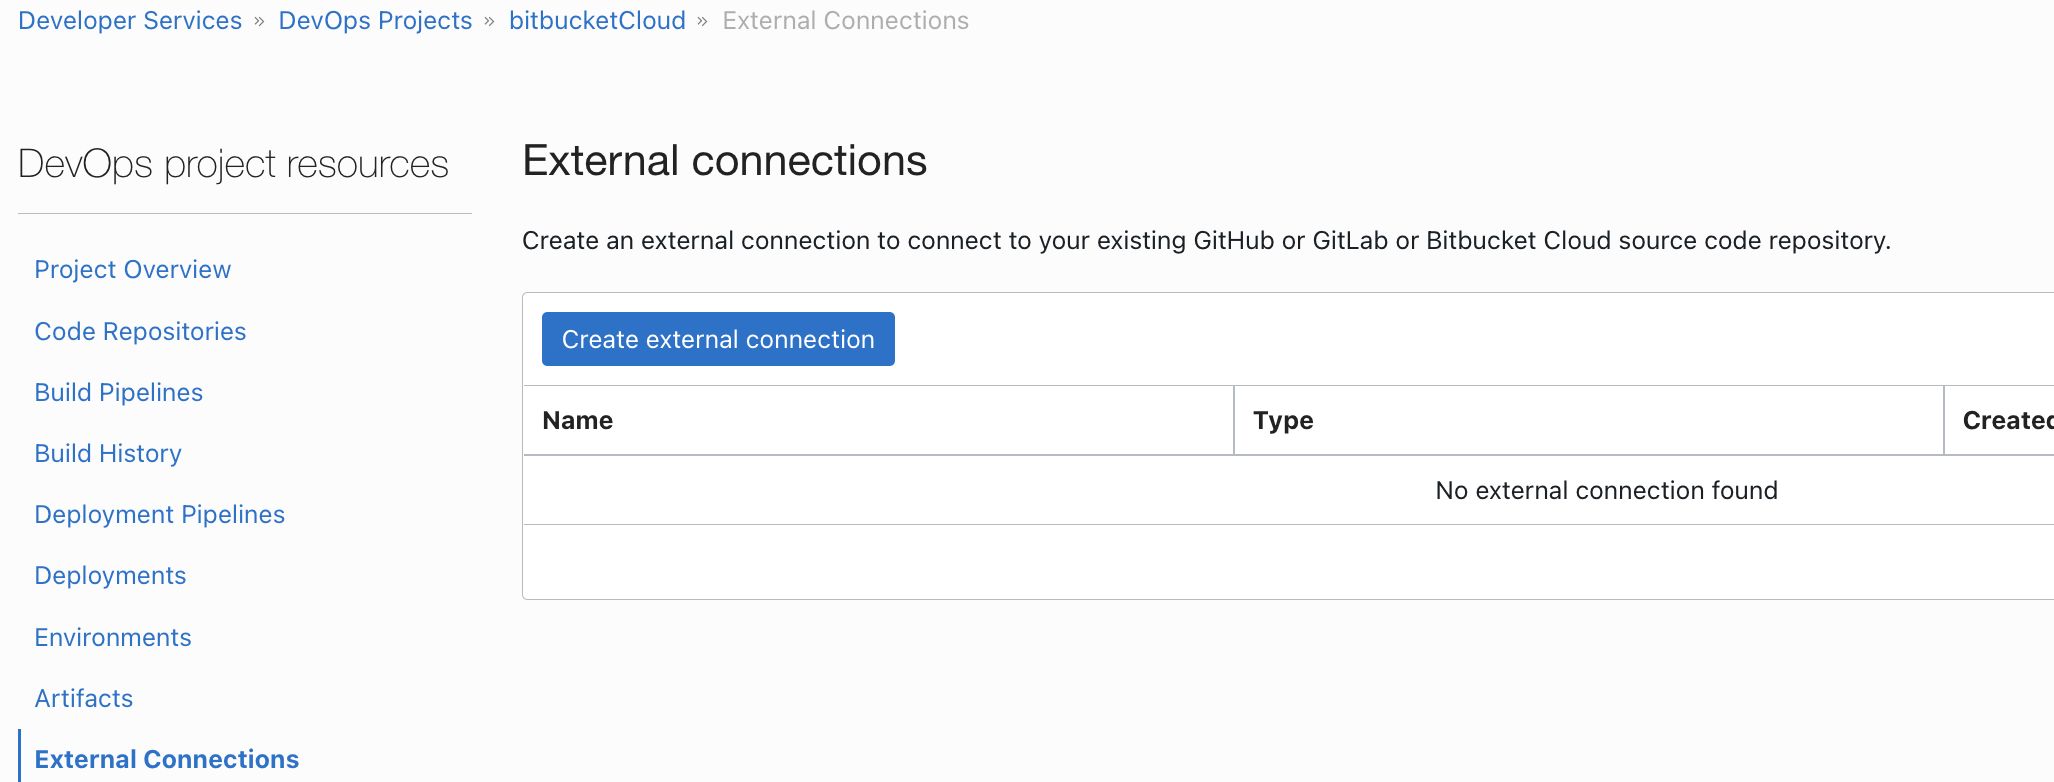 Developer Services » DevOps Projects » bitbucketCloud » External Connections
DevOps project resources
Project Overview
Code Repositories
Build Pipelines
Build History
Deployment Pipelines
Deployments
Environments
Artifacts
External Connections
External connections
Create an external connection to connect to your existing GitHub or GitLab or Bitbucket Cloud source code repository.
Create external connection
Name Type Created
No external connection found